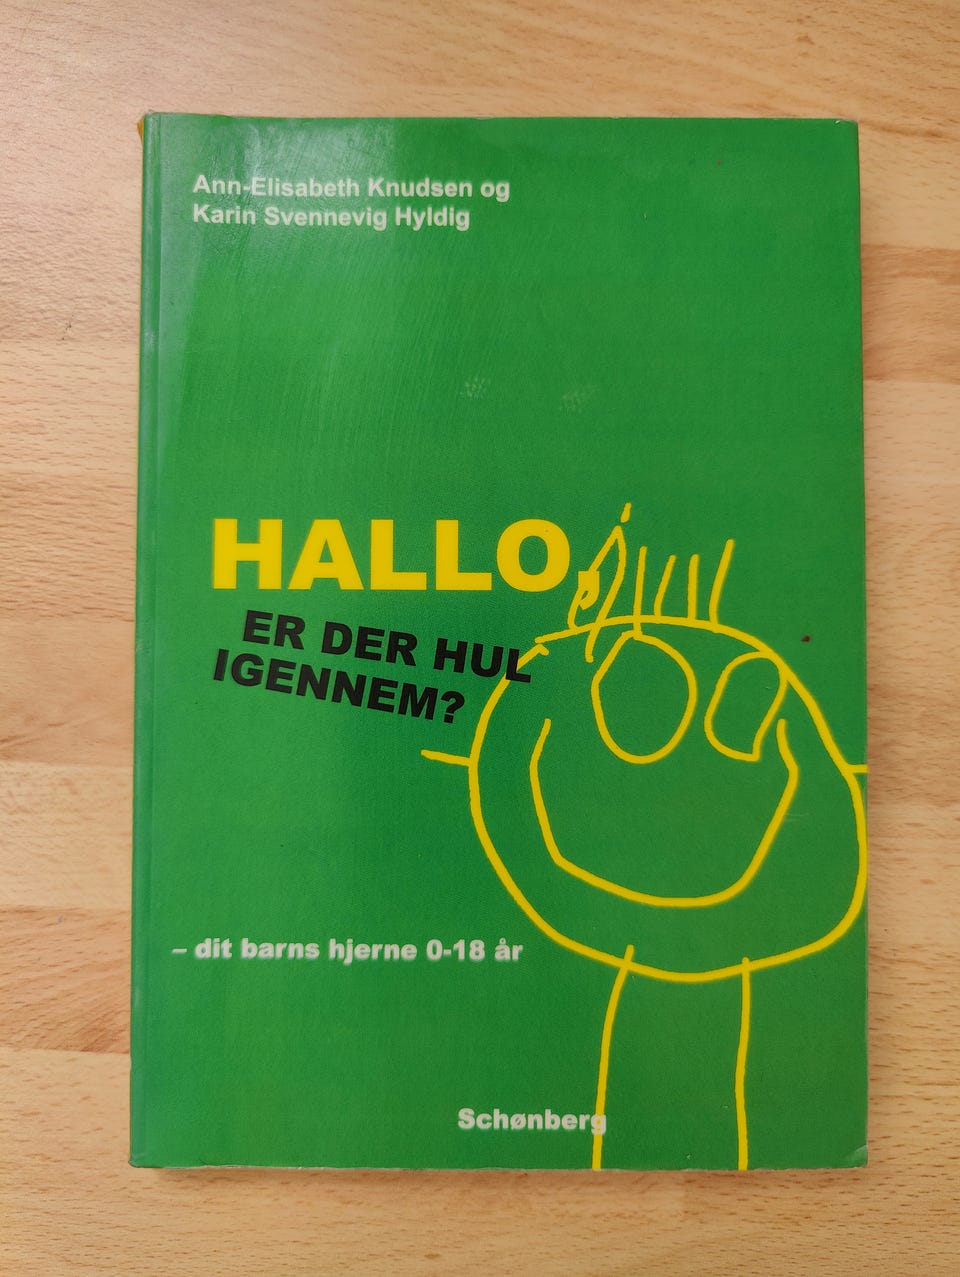 Ann-Elisabeth Knudsen og
Karin Svennevig Hyldig
HALLO,
ER DER HUL
IGENNEM?
– dit barns hjerne 0-18 år
Schønberg